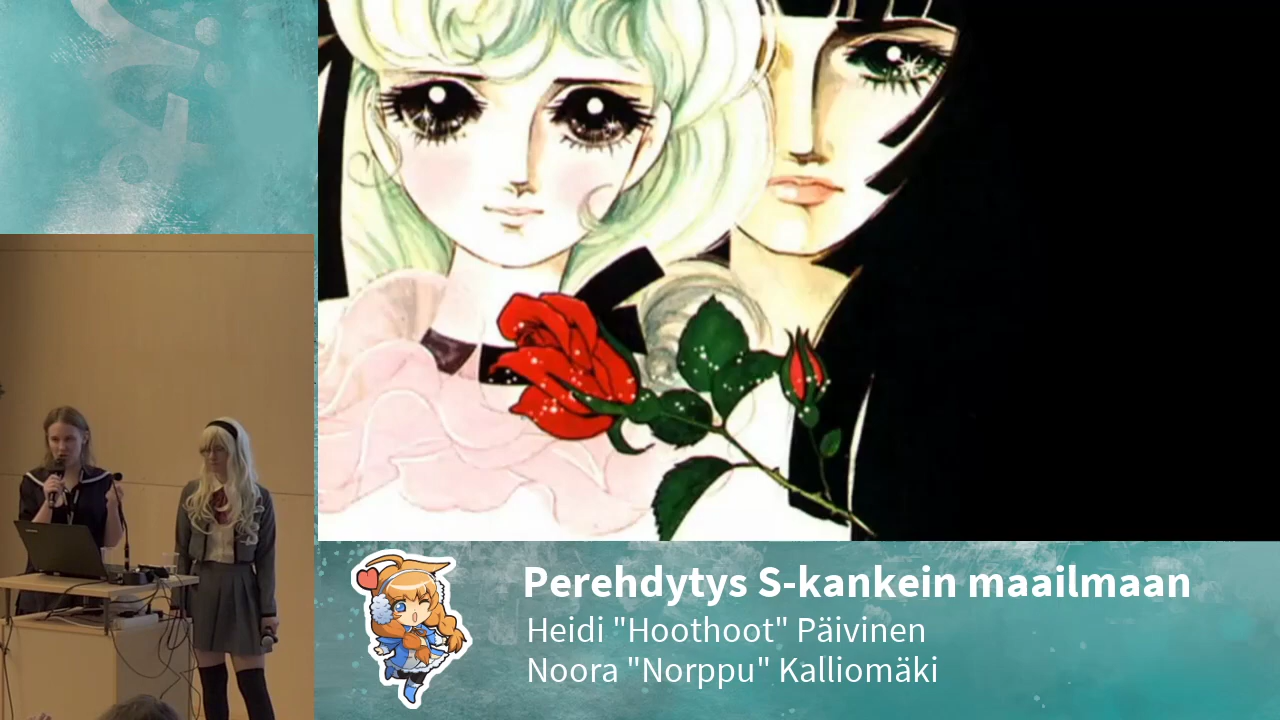 Perehdytys S-kankein maailmaan
Heidi "Hoothoot" Päivinen
Noora "Norppu" Kalliomäki